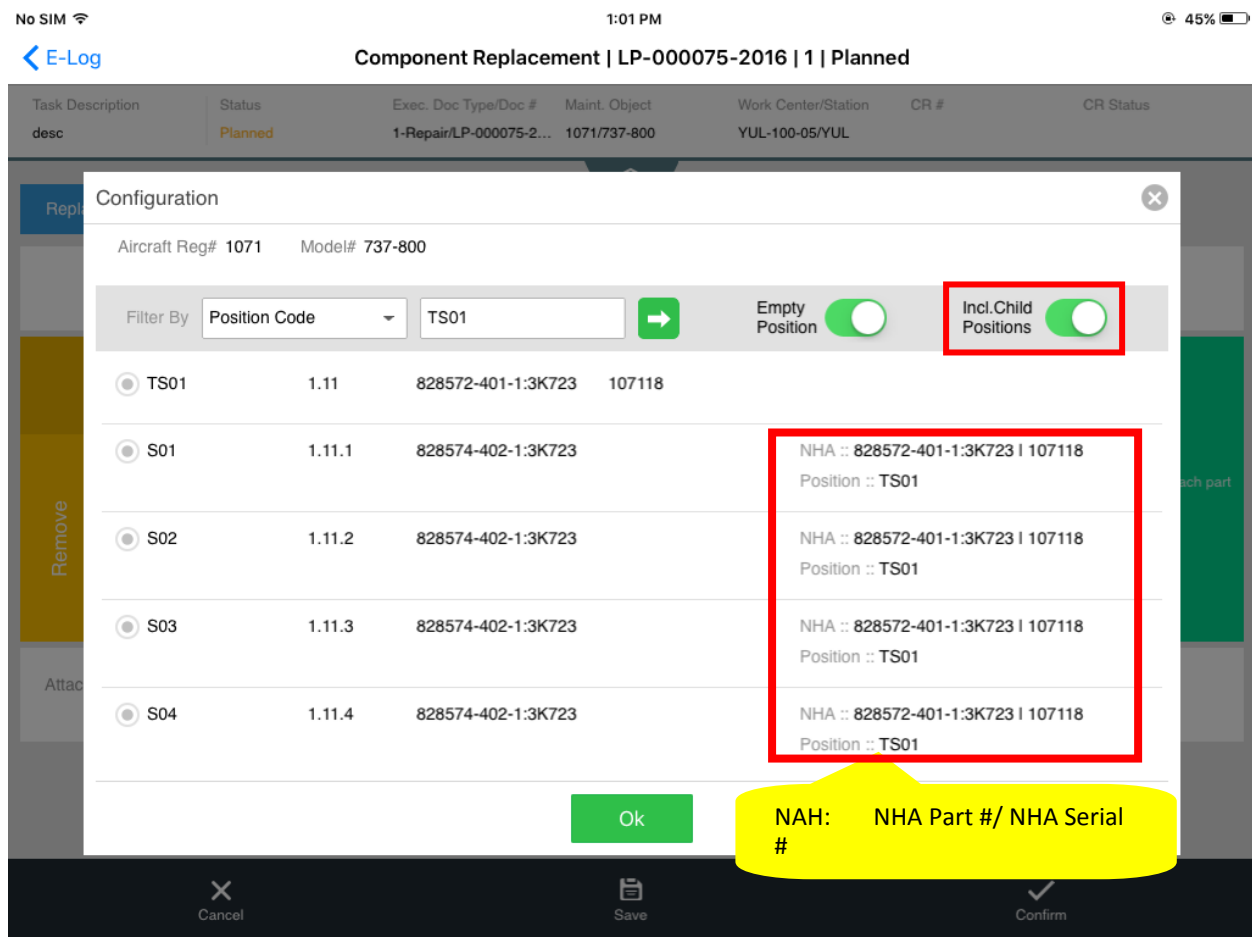 No SIM 1:01 PM 45%
E-Log Component Replacement | LP-000075-2016 | 1 | Planned
Task Description Status Exec. Doc Type/Doc # Maint. Object Work Center/Station CR # CR Status
desc Planned 1-Repair/LP-000075-2... 1071/737-800 YUL-100-05/YUL
Repla
Configuration
Aircraft Reg# 1071 Model# 737-800
Filter By Position Code TS01 Empty Position Incl.Child Positions
TS01 1.11 828572-401-1:3K723 107118
S01 1.11.1 828574-402-1:3K723 NHA :: 828572-401-1:3K723 | 107118
Position :: TS01
ach part
Remove
S02 1.11.2 828574-402-1:3K723 NHA :: 828572-401-1:3K723 | 107118
Position :: TS01
S03 1.11.3 828574-402-1:3K723 NHA :: 828572-401-1:3K723 | 107118
Position :: TS01
Attac
S04 1.11.4 828574-402-1:3K723 NHA :: 828572-401-1:3K723 | 107118
Position :: TS01
Ok
NAH: NHA Part #/ NHA Serial
#
Cancel Save Confirm